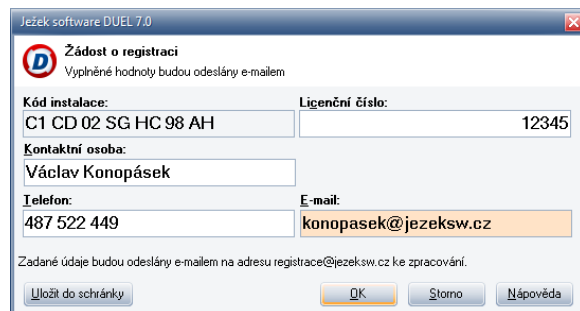 Ježek software DUEL 7.0
Žádost o registraci
Vyplněné hodnoty budou odeslány e-mailem
Kód instalace: Licenční číslo:
C1 CD 02 SG HC 98 AH 12345
Kontaktní osoba:
Václav Konopásek
Telefon: E-mail:
487 522 449 konopasek@jezeksw.cz
Zadané údaje budou odeslány e-mailem na adresu registrace@jezeksw.cz ke zpracování.
Uložit do schránky OK Storno Nápověda